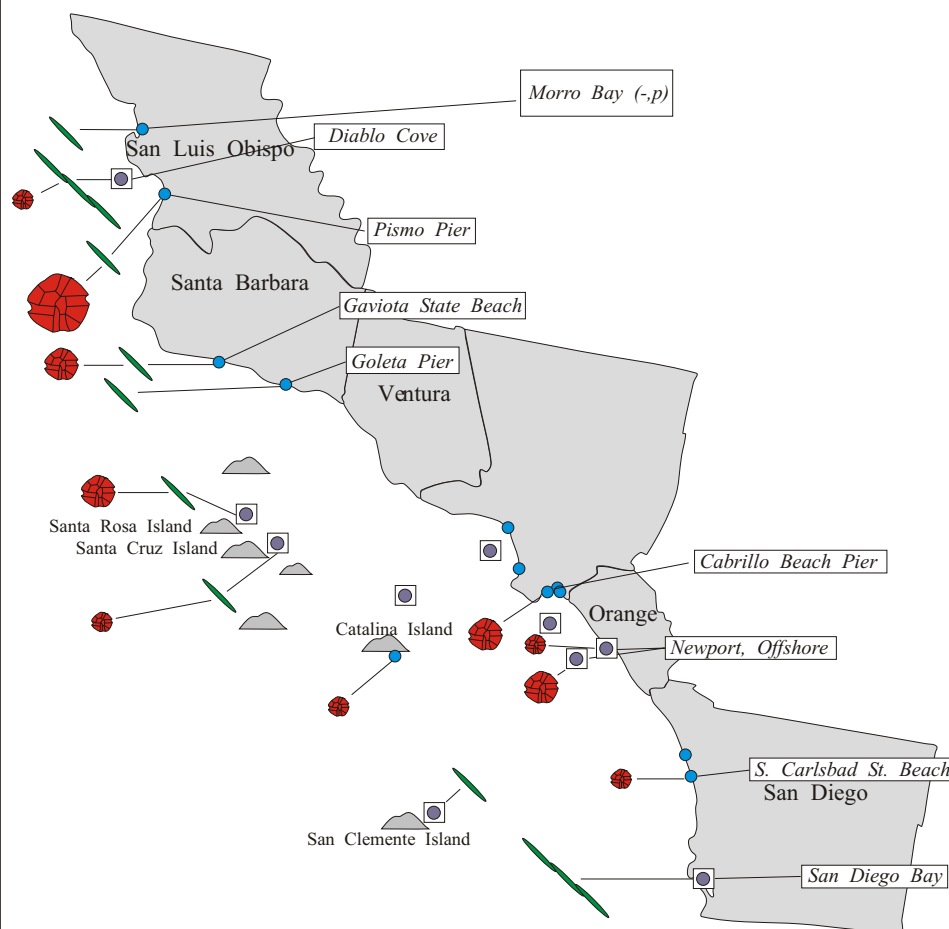 Morro Bay (-,p)
Diablo Cove
San Luis Obispo
Pismo Pier
Santa Barbara
Gaviota State Beach
Goleta Pier
Ventura
Santa Rosa Island
Santa Cruz Island
Cabrillo Beach Pier
Orange
Catalina Island
Newport, Offshore
S. Carlsbad St. Beach
San Diego
San Clemente Island
San Diego Bay